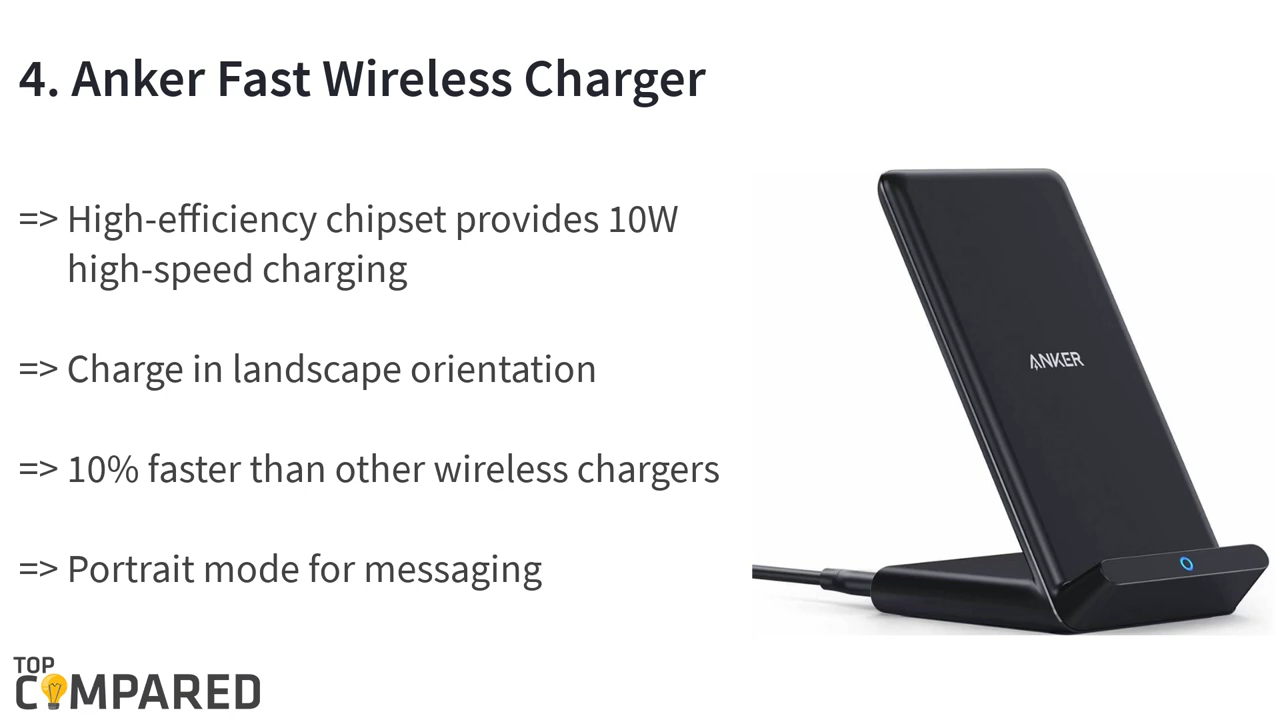 4. Anker Fast Wireless Charger
=> High-efficiency chipset provides 10W
high-speed charging
=> Charge in landscape orientation
=> 10% faster than other wireless chargers
=> Portrait mode for messaging
ANKER
TOP
COMPARED